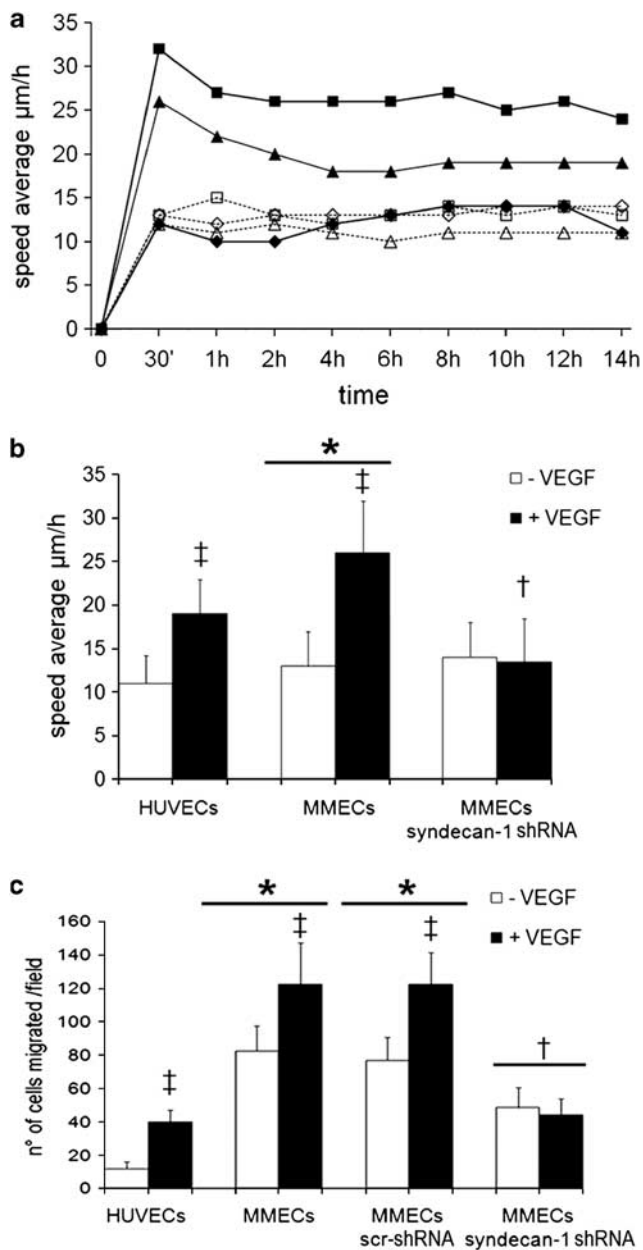 a
speed average µm/h
35
30
25
20
15
10
5
0
0 30' 1h 2h 4h 6h 8h 10h 12h 14h
time
b
speed average µm/h
35
30
25
20
15
10
5
0
*
‡ ‡ †
- VEGF
+ VEGF
HUVECs MMECs MMECs
syndecan-1 shRNA
c
n° of cells migrated /field
160
140
120
100
80
60
40
20
0
* *
‡ ‡ ‡ †
- VEGF
+ VEGF
HUVECs MMECs MMECs MMECs
scr-shRNA syndecan-1 shRNA